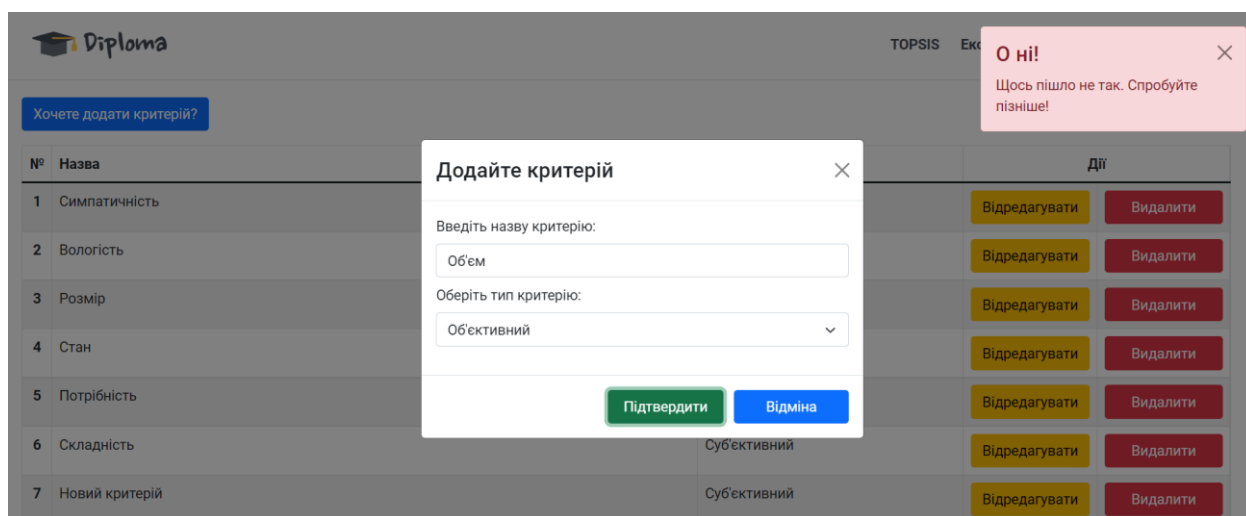 Diploma
TOPSIS
О ні!
Щось пішло не так. Спробуйте
пізніше!
Хочете додати критерій?
№ Назва Дії
Додайте критерій
Введіть назву критерію:
Об'єм
Оберіть тип критерію:
Об'єктивний
Підтвердити Відміна
1 Симпатичність Відредагувати Видалити
2 Вологість Відредагувати Видалити
3 Розмір Відредагувати Видалити
4 Стан Відредагувати Видалити
5 Потрібність Відредагувати Видалити
6 Складність Суб'єктивний Відредагувати Видалити
7 Новий критерій Суб'єктивний Відредагувати Видалити